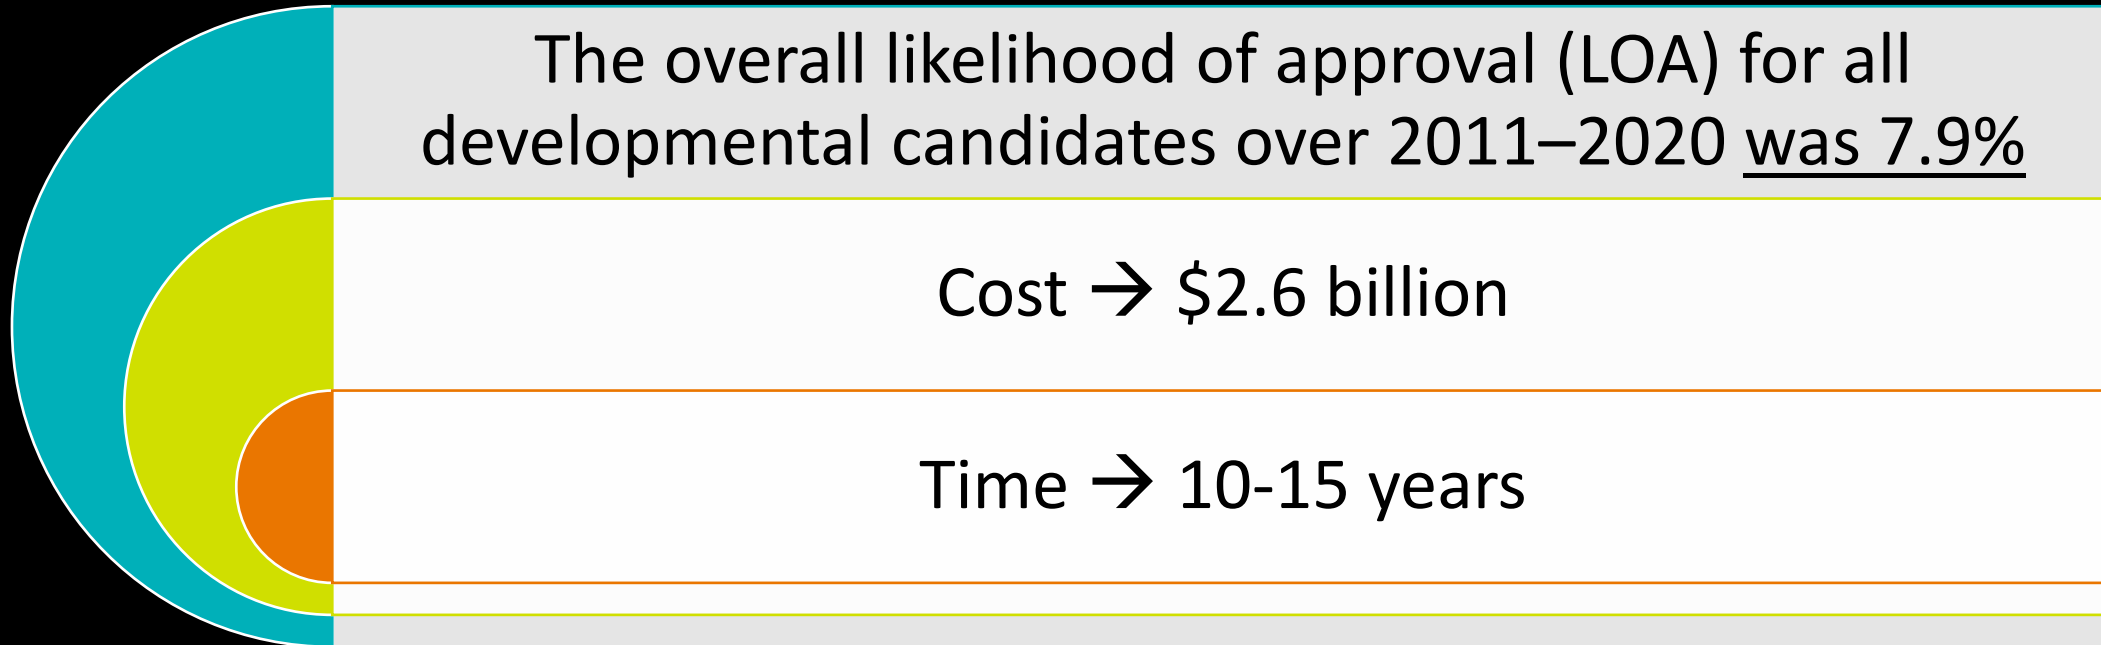 The overall likelihood of approval (LOA) for all
developmental candidates over 2011–2020 was 7.9%
Cost → $2.6 billion
Time → 10-15 years